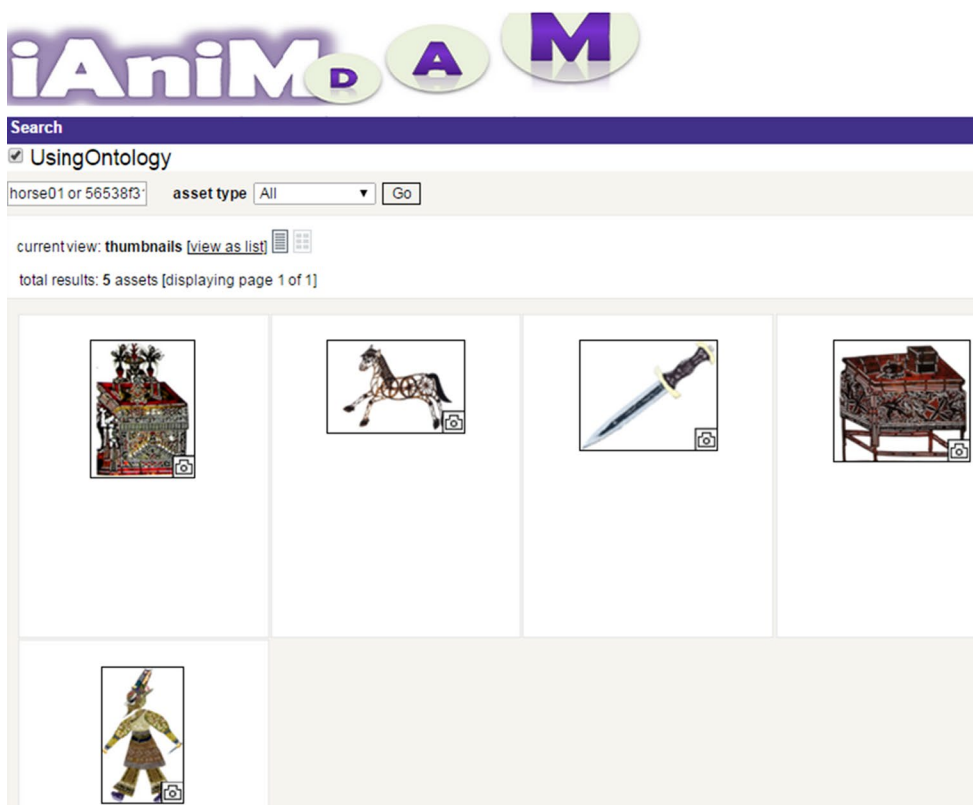 iAniM D A M
Search
UsingOntology
horse01 or 56538f3
asset type All Go
current view: thumbnails [view as list]
total results: 5 assets [displaying page 1 of 1]